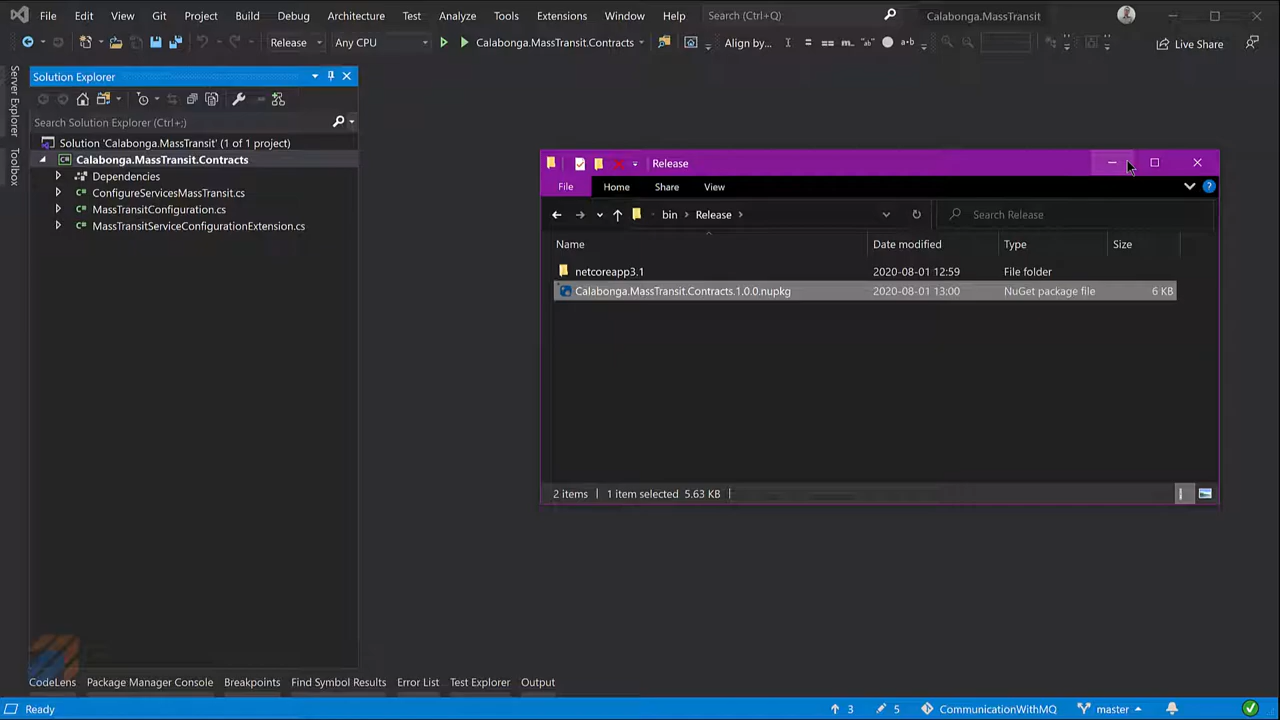 File Edit View Git Project Build Debug Architecture Test Analyze Tools Extensions Window Help Search (Ctrl+Q) Calabonga.MassTransit
Release Any CPU Calabonga.MassTransit.Contracts Align by... Live Share
Server Explorer
Toolbox
Solution Explorer
Search Solution Explorer (Ctrl+;)
Solution 'Calabonga.MassTransit' (1 of 1 project)
Calabonga.MassTransit.Contracts
Dependencies
ConfigureServicesMassTransit.cs
MassTransitConfiguration.cs
MassTransitServiceConfigurationExtension.cs
Release
File Home Share View
bin Release Search Release
Name Date modified Type Size
netcoreapp3.1 2020-08-01 12:59 File folder
Calabonga.MassTransit.Contracts.1.0.0.nupkg 2020-08-01 13:00 NuGet package file 6 KB
2 items 1 item selected 5.63 KB
CodeLens Package Manager Console Breakpoints Find Symbol Results Error List Test Explorer Output
Ready 3 5 CommunicationWithMQ master